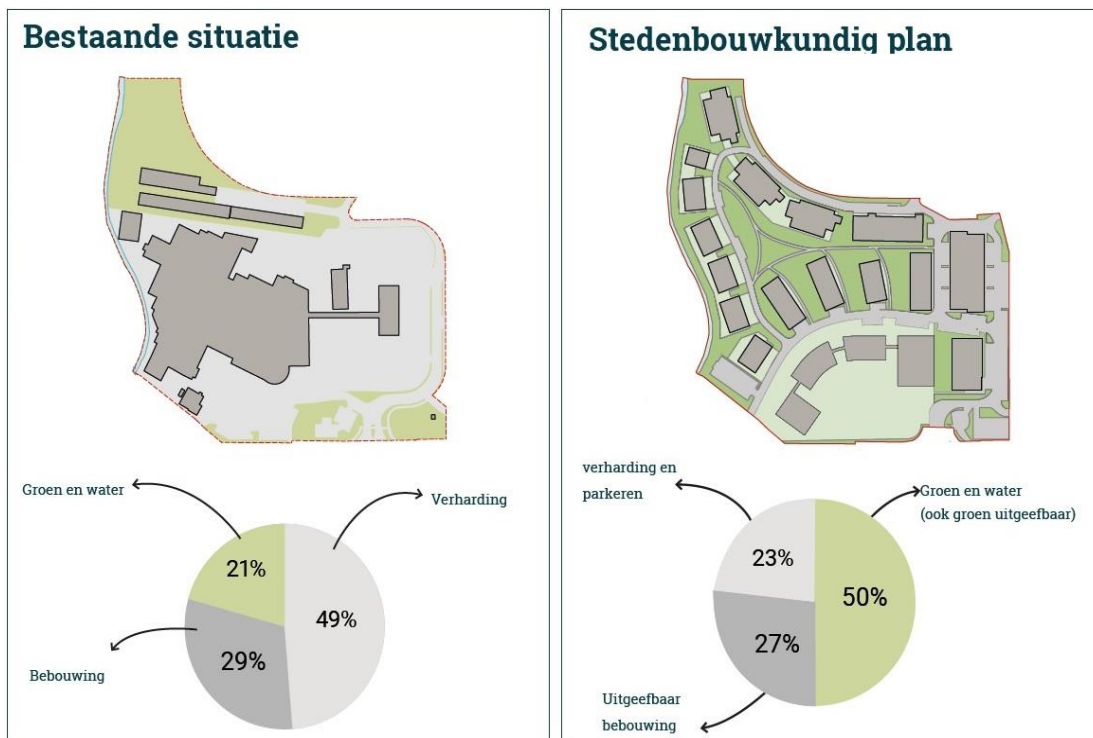 Bestaande situatie
Groen en water
Verharding
21%
49%
29%
Bebouwing
Stedenbouwkundig plan
verharding en
parkeren
Groen en water
(ook groen uitgeefbaar)
23%
50%
27%
Uitgeefbaar
bebouwing